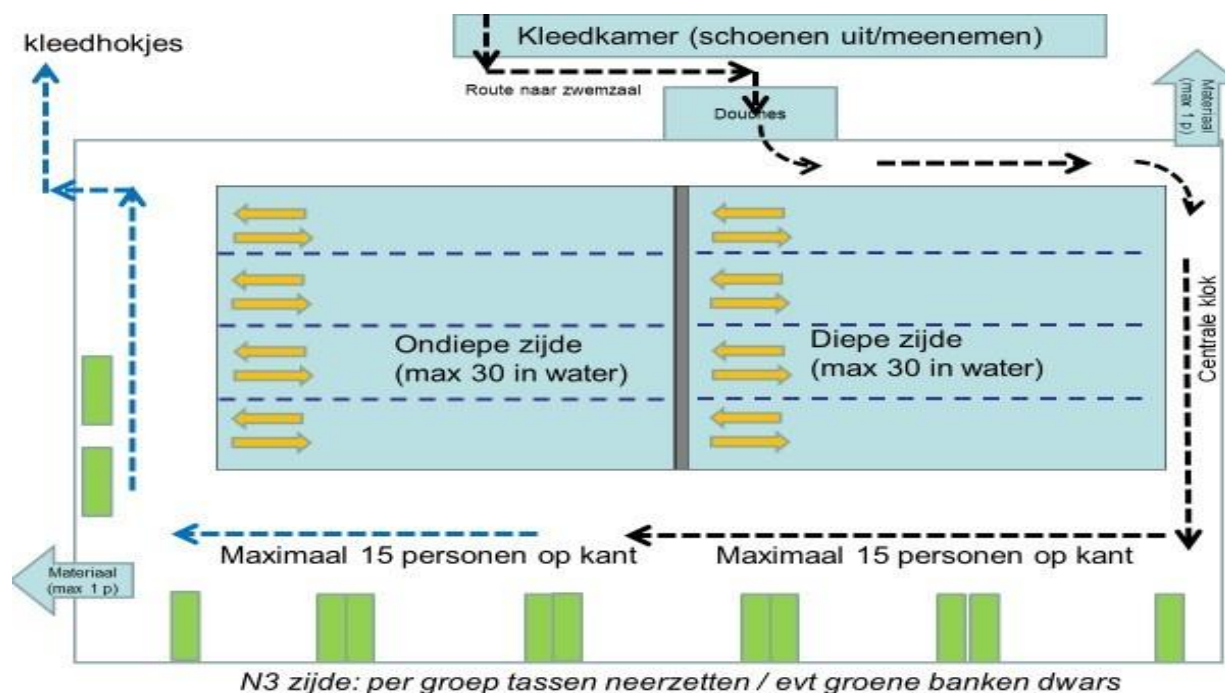 kleedhokjes
Kleedkamer (schoenen uit/meenemen)
Route naar zwemzaal
Douches
Materiaal
(max 1 p)
Ondiepe zijde
(max 30 in water)
Diepe zijde
(max 30 in water)
Centrale klok
Maximaal 15 personen op kant
Maximaal 15 personen op kant
Materiaal
(max 1 p)
N3 zijde: per groep tassen neerzetten / evt groene banken dwars